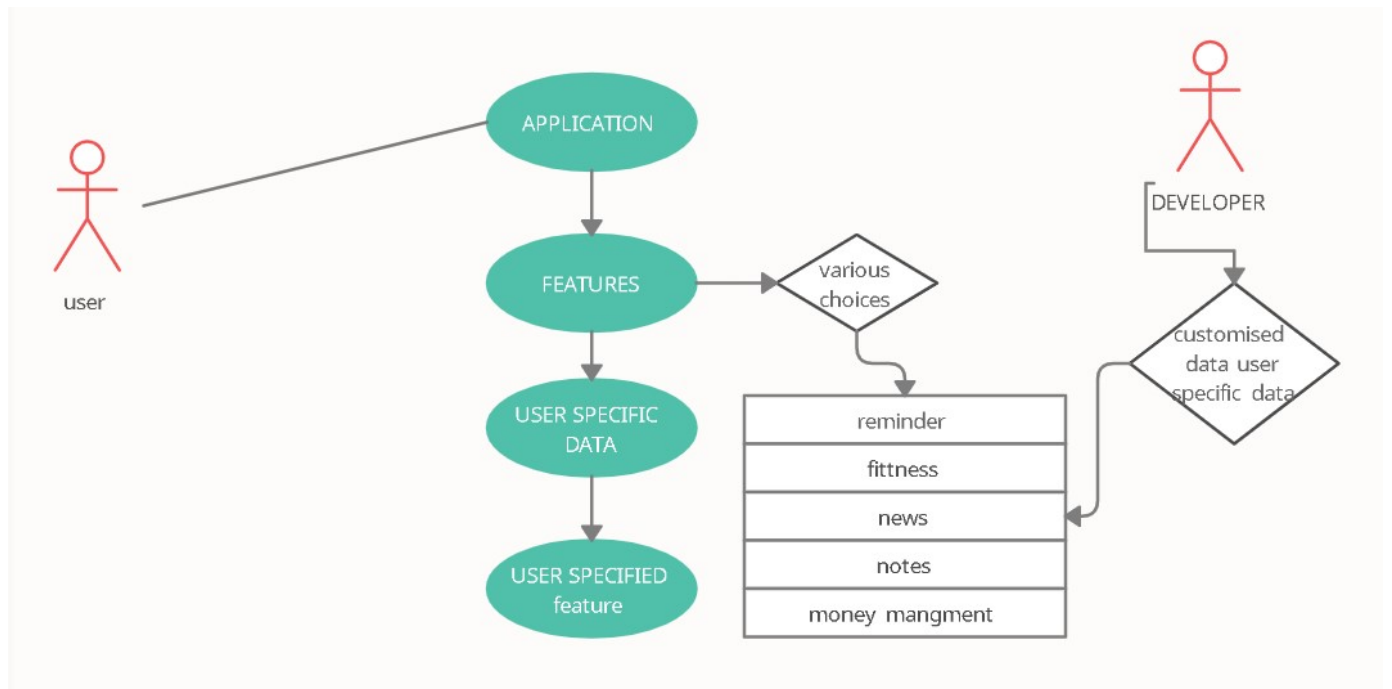 APPLICATION
DEVELOPER
user
FEATURES
various
choices
customised
data user
specific data
USER SPECIFIC
DATA
reminder
fittness
news
notes
money mangment
USER SPECIFIED
feature